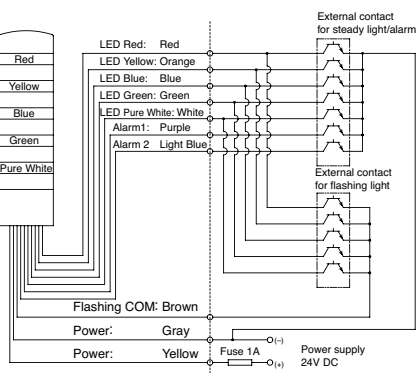 External contact
for steady light/alarm
Red
Yellow
Blue
Green
Pure White
LED Red: Red
LED Yellow: Orange
LED Blue: Blue
LED Green: Green
LED Pure White: White
Alarm1: Purple
Alarm 2 Light Blue
External contact
for flashing light
Flashing COM: Brown
Power: Gray
Power: Yellow
Fuse 1A
(−)
(+)
Power supply
24V DC